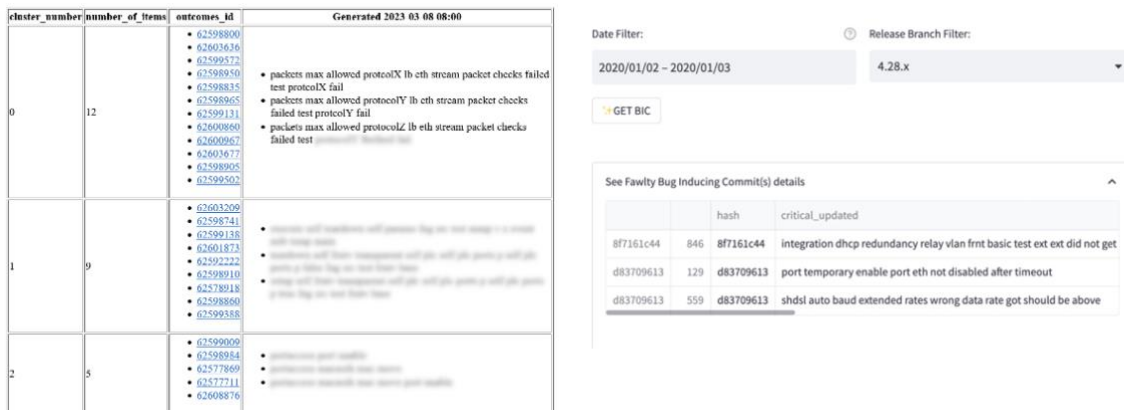 cluster_number number_of_items outcomes_id Generated 2023 03 08 08:00
0
12
62598800
62603636
62599572
62598950
62598835
62598965
62599131
62600860
62600967
62603677
62598905
62599502
packets max allowed protcolX lb eth stream packet checks failed
test protcolX fail
packets max allowed protocolY lb eth stream packet checks
failed test protcolY fail
packets max allowed protocolZ lb eth stream packet checks
failed test
1
9
62603209
62598741
62599138
62601873
62592222
62598910
62578918
62598860
62599388
2
5
62599009
62598984
62577869
62577711
62608876
Date Filter:
2020/01/02 – 2020/01/03
Release Branch Filter:
4.28.x
✨GET BIC
See Fawlty Bug Inducing Commit(s) details
hash critical_updated
8f7161c44 846 8f7161c44 integration dhcp redundancy relay vlan frnt basic test ext ext did not get
d83709613 129 d83709613 port temporary enable port eth not disabled after timeout
d83709613 559 d83709613 shdsl auto baud extended rates wrong data rate got should be above